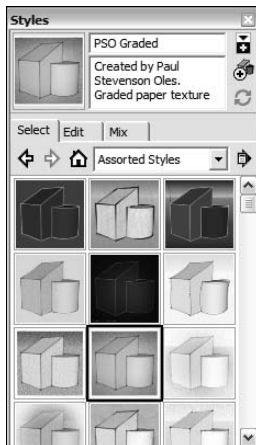 Styles
PSO Graded
Created by Paul
Stevenson Oles.
Graded paper texture
Select Edit Mix
Assorted Styles